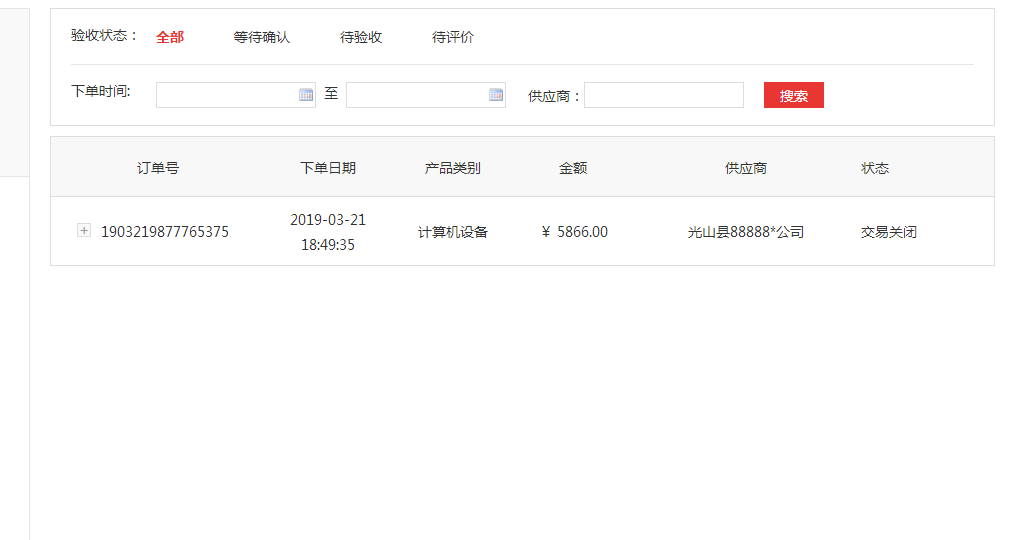 验收状态： 全部 等待确认 待验收 待评价
下单时间: 至 供应商： 搜索
订单号 下单日期 产品类别 金额 供应商 状态
1903219877765375 2019-03-21 18:49:35 计算机设备 ¥ 5866.00 光山县88888*公司 交易关闭